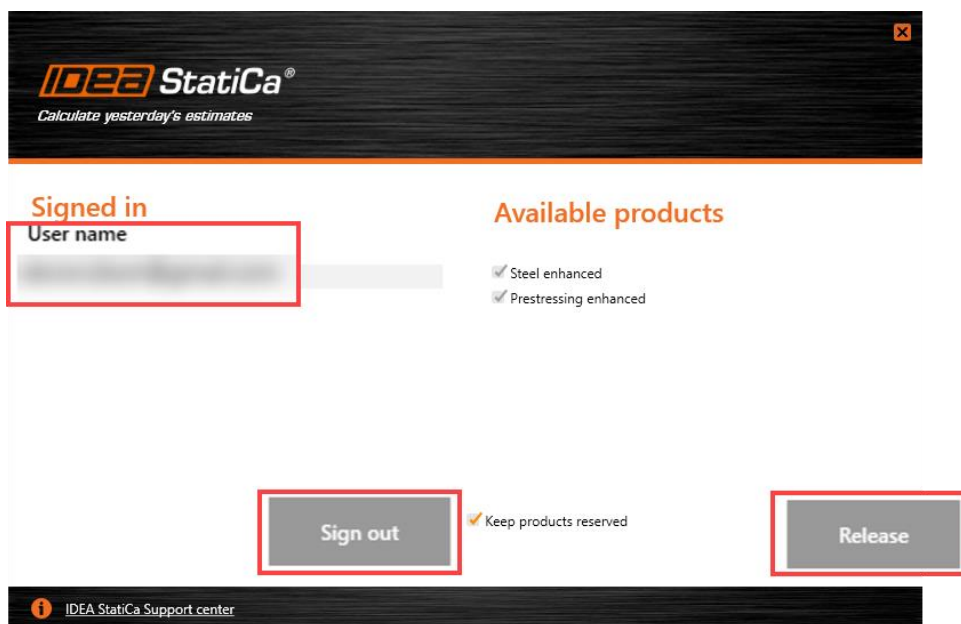 IDEA StatiCa®
Calculate yesterday's estimates
Signed in
User name
Available products
Steel enhanced
Prestressing enhanced
Sign out
Keep products reserved
Release
IDEA StatiCa Support center